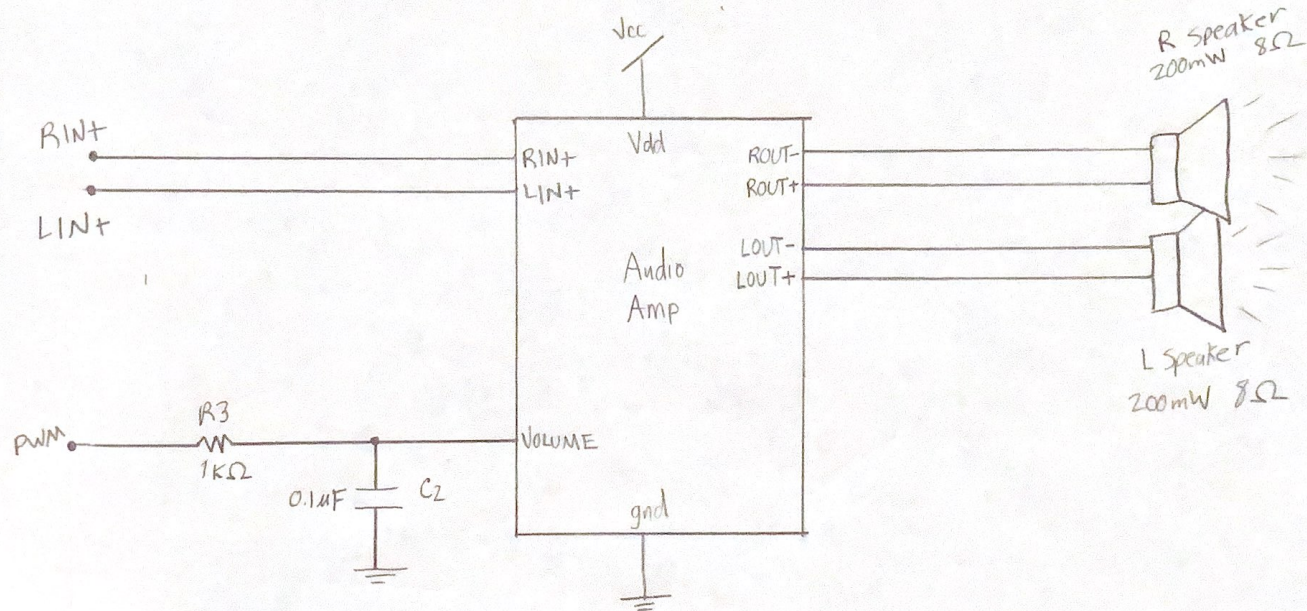 Vcc
R Speaker
200mW 8Ω
RIN+
LIN+
RIN+
LIN+
Vdd
ROUT-
ROUT+
LOUT-
LOUT+
Audio
Amp
L Speaker
200mW 8Ω
PWM
R3
1KΩ
0.1µF
C2
VOLUME
gnd